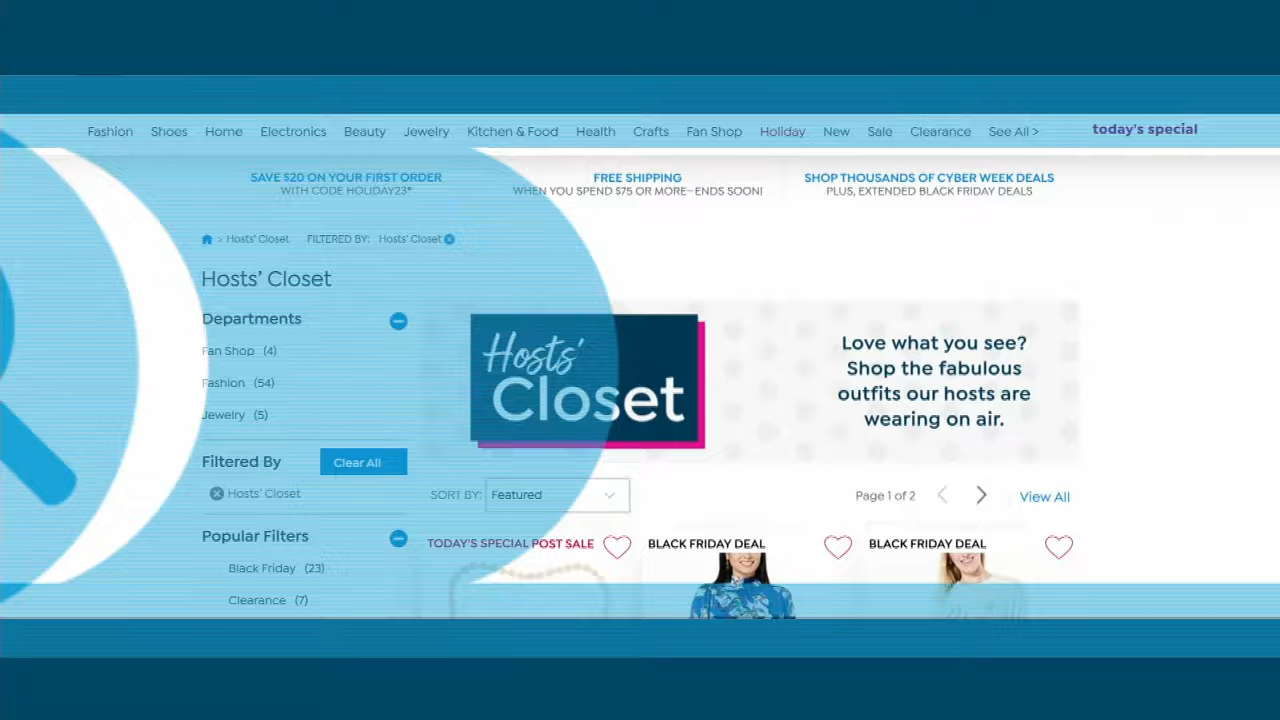 Fashion Shoes Home Electronics Beauty Jewelry Kitchen & Food Health Crafts Fan Shop Holiday New Sale Clearance See All > today's special
SAVE $20 ON YOUR FIRST ORDER
WITH CODE HOLIDAY23*
FREE SHIPPING
WHEN YOU SPEND $75 OR MORE—ENDS SOON!
SHOP THOUSANDS OF CYBER WEEK DEALS
PLUS, EXTENDED BLACK FRIDAY DEALS
> Hosts' Closet FILTERED BY: Hosts' Closet
Hosts' Closet
Departments
Fan Shop (4)
Fashion (54)
Jewelry (5)
Filtered By Clear All
Hosts' Closet
Popular Filters
Black Friday (23)
Clearance (7)
Hosts'
Closet
Love what you see?
Shop the fabulous
outfits our hosts are
wearing on air.
SORT BY: Featured
Page 1 of 2 View All
TODAY'S SPECIAL POST SALE
BLACK FRIDAY DEAL
BLACK FRIDAY DEAL